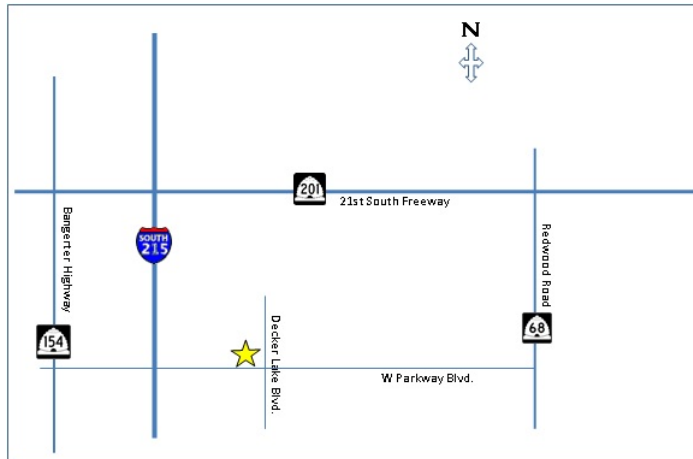 N
201
21st South Freeway
Bangerter Highway
SOUTH
215
Redwood Road
154
68
Decker Lake Blvd.
W Parkway Blvd.